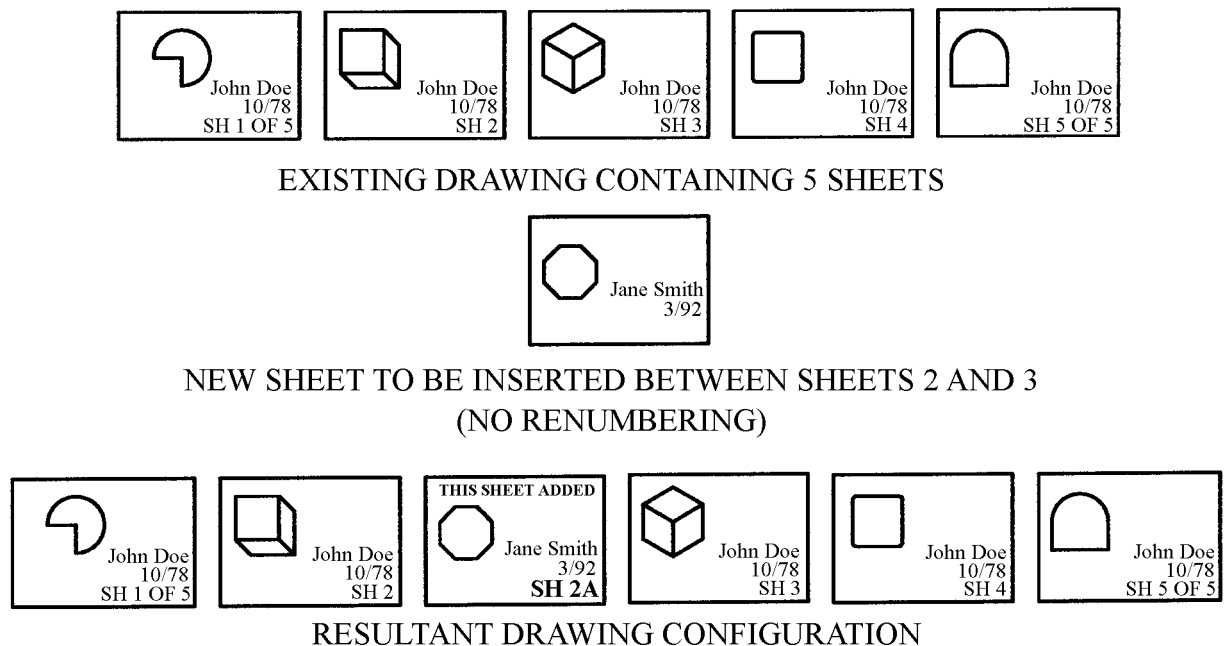 John Doe
10/78
SH 1 OF 5
John Doe
10/78
SH 2
John Doe
10/78
SH 3
John Doe
10/78
SH 4
John Doe
10/78
SH 5 OF 5
EXISTING DRAWING CONTAINING 5 SHEETS
Jane Smith
3/92
NEW SHEET TO BE INSERTED BETWEEN SHEETS 2 AND 3
(NO RENUMBERING)
John Doe
10/78
SH 1 OF 5
John Doe
10/78
SH 2
THIS SHEET ADDED
Jane Smith
3/92
SH 2A
John Doe
10/78
SH 3
John Doe
10/78
SH 4
John Doe
10/78
SH 5 OF 5
RESULTANT DRAWING CONFIGURATION